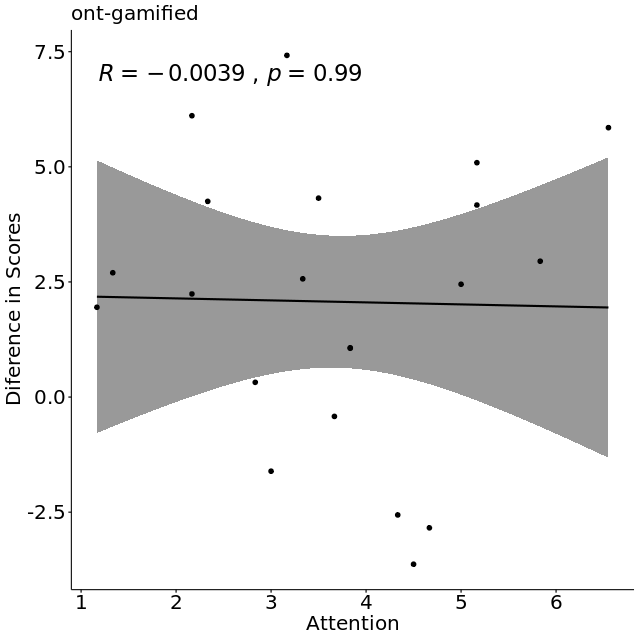 ont-gamified
7.5
R = −0.0039 , p = 0.99
5.0
2.5
0.0
-2.5
Diference in Scores
1 2 3 4 5 6
Attention